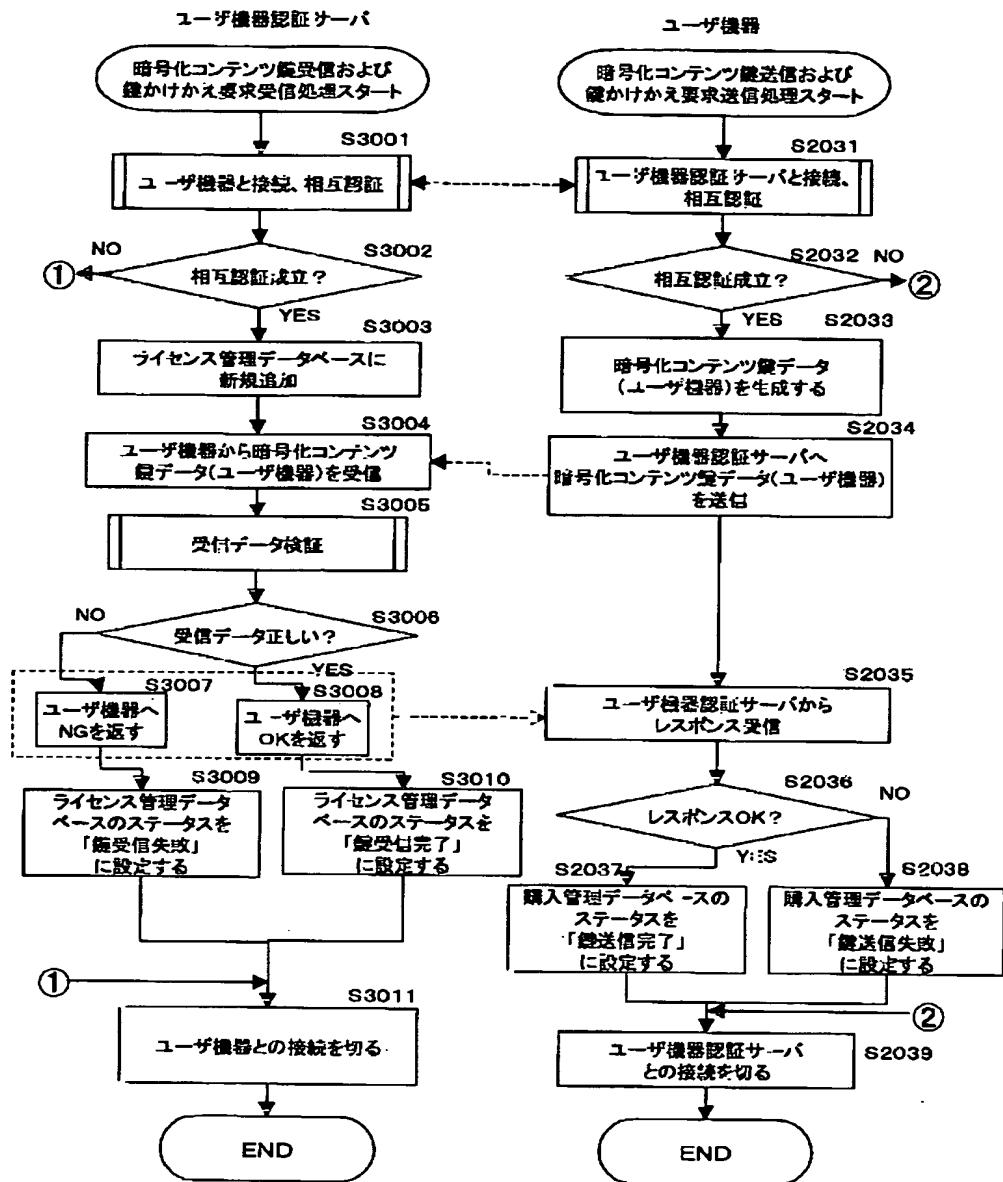 ユーザ機器認証サーバ
暗号化コンテンツ鍵受信および
鍵かけかえ要求受信処理スタート
S3001
ユーザ機器と接続、相互認証
NO
S3002
①
相互認証成立？
YES
S3003
ライセンス管理データベースに
新規追加
S3004
ユーザ機器から暗号化コンテンツ
鍵データ(ユーザ機器)を受信
S3005
受付データ検証
NO
S3006
受信データ正しい？
YES
S3007
ユーザ機器へ
NGを返す
S3008
ユーザ機器へ
OKを返す
S3009
ライセンス管理データ
ベースのステータスを
「鍵受信失敗」
に設定する
S3010
ライセンス管理データ
ベースのステータスを
「鍵受信完了」
に設定する
①
S3011
ユーザ機器との接続を切る
END
ユーザ機器
暗号化コンテンツ鍵送信および
鍵かけかえ要求送信処理スタート
S2031
ユーザ機器認証サーバと接続、
相互認証
S2032
NO
相互認証成立？
②
YES
S2033
暗号化コンテンツ鍵データ
(ユーザ機器)を生成する
S2034
ユーザ機器認証サーバへ
暗号化コンテンツ鍵データ(ユーザ機器)
を送信
S2035
ユーザ機器認証サーバから
レスポンス受信
S2036
NO
レスポンスOK？
YES
S2037
購入管理データベースの
ステータスを
「鍵送信完了」
に設定する
S2038
購入管理データベースの
ステータスを
「鍵送信失敗」
に設定する
②
ユーザ機器認証サーバ
との接続を切る
S2039
END